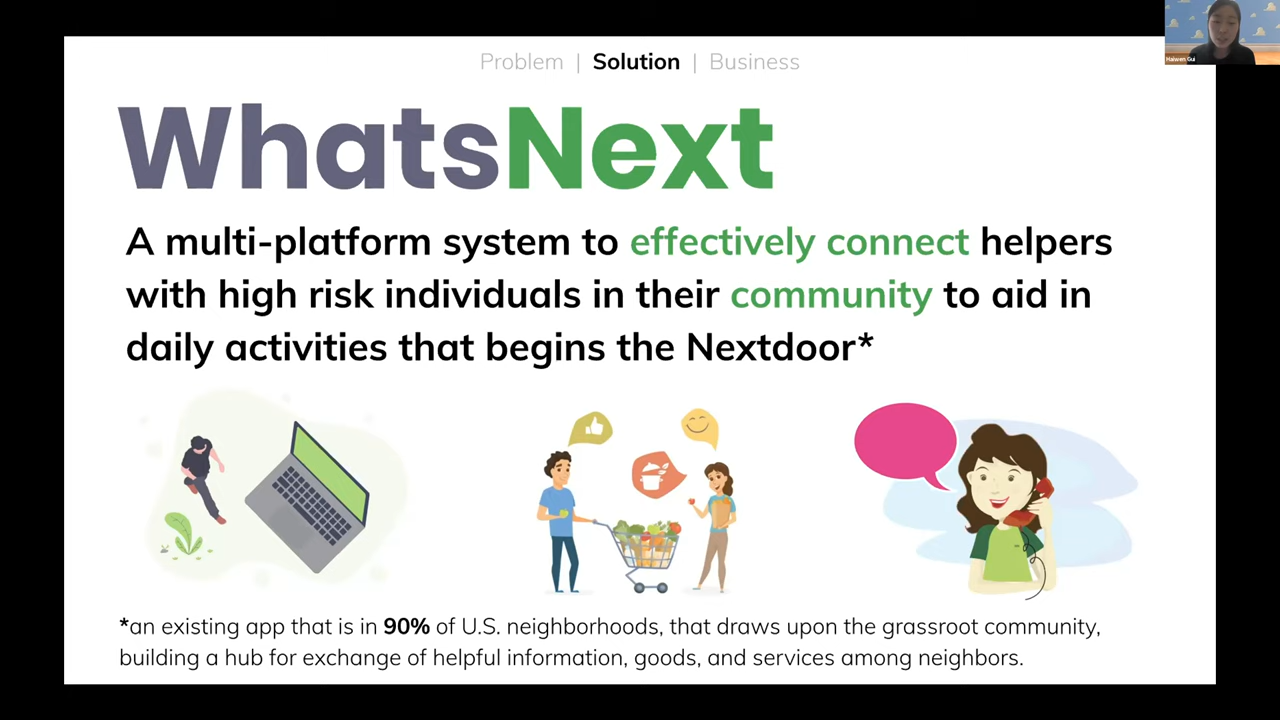 Problem | Solution | Business
Haiwen Gui
WhatsNext
A multi-platform system to effectively connect helpers
with high risk individuals in their community to aid in
daily activities that begins the Nextdoor*
*an existing app that is in 90% of U.S. neighborhoods, that draws upon the grassroot community,
building a hub for exchange of helpful information, goods, and services among neighbors.